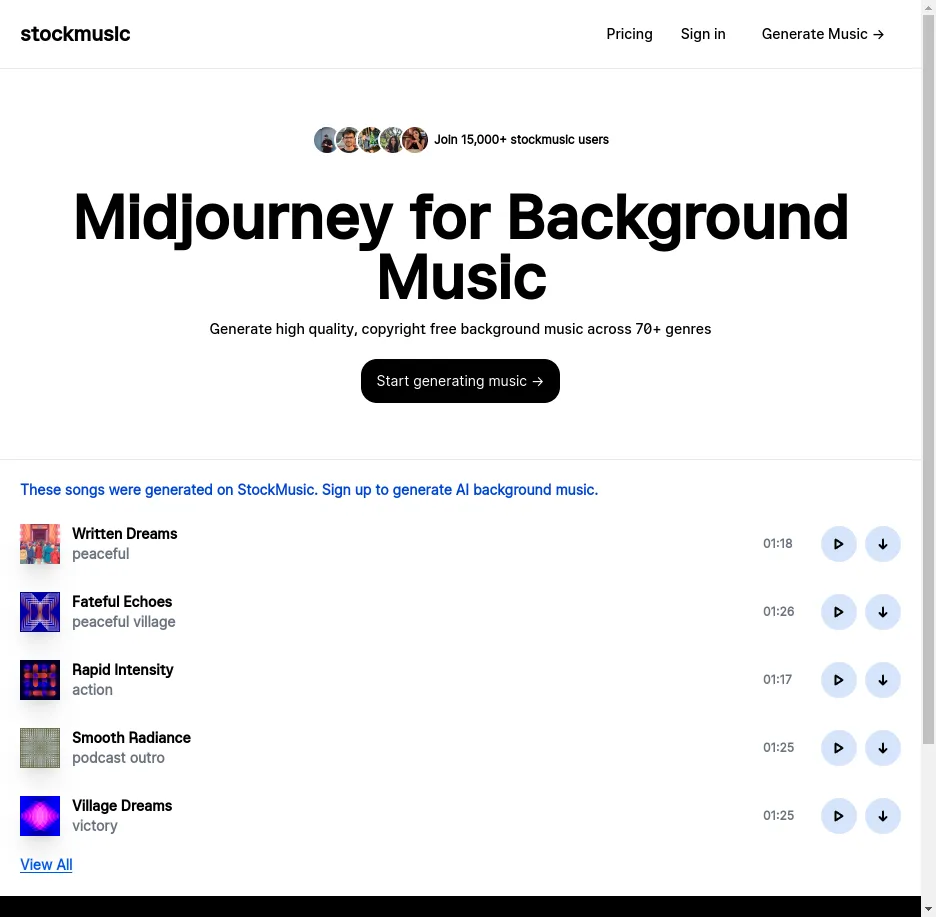 stockmusic
Pricing
Sign in
Generate Music →
Join 15,000+ stockmusic users
Midjourney for Background
Music
Generate high quality, copyright free background music across 70+ genres
Start generating music →
These songs were generated on StockMusic. Sign up to generate AI background music.
Written Dreams
peaceful
01:18
Fateful Echoes
peaceful village
01:26
Rapid Intensity
action
01:17
Smooth Radiance
podcast outro
01:25
Village Dreams
victory
01:25
View All